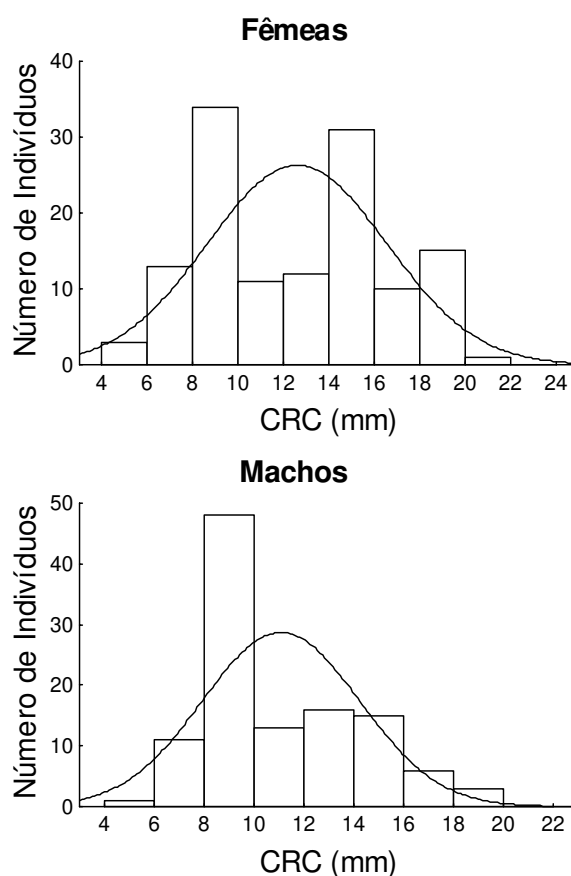 Fêmeas
Número de Indivíduos
40
30
20
10
0
4 6 8 10 12 14 16 18 20 22 24
CRC (mm)
Machos
Número de Indivíduos
50
40
30
20
10
0
4 6 8 10 12 14 16 18 20 22
CRC (mm)